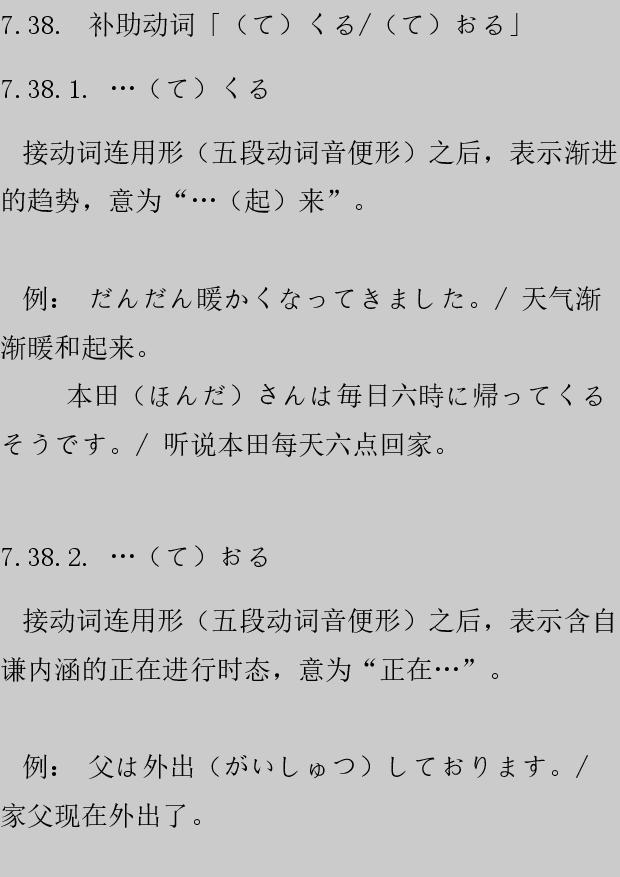 7.38. 补助动词「（て）くる/（て）おる」
7.38.1. …（て）くる
接动词连用形（五段动词音便形）之后，表示渐进
的趋势，意为“…（起）来”。
例： だんだん暖かくなってきました。/ 天气渐
渐暖和起来。
本田（ほんだ）さんは毎日六時に帰ってくる
そうです。/ 听说本田每天六点回家。
7.38.2. …（て）おる
接动词连用形（五段动词音便形）之后，表示含自
谦内涵的正在进行时态，意为“正在…”。
例： 父は外出（がいしゅつ）しております。/
家父现在外出了。